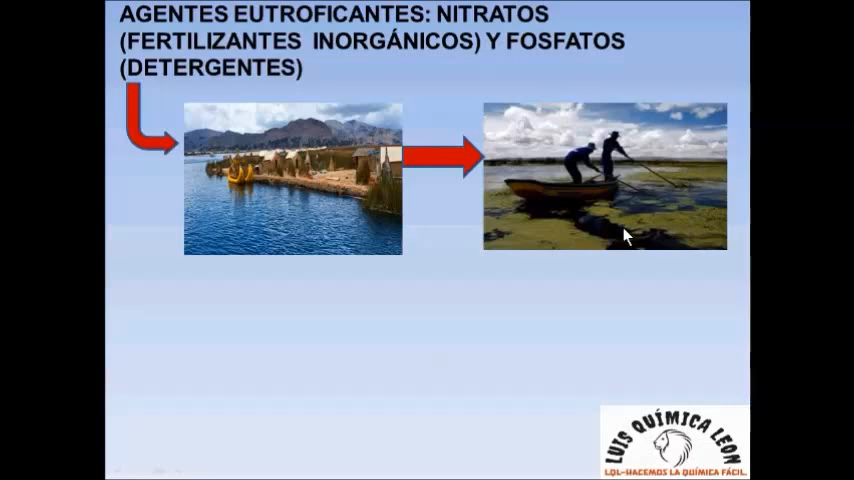 AGENTES EUTROFICANTES: NITRATOS
(FERTILIZANTES INORGÁNICOS) Y FOSFATOS
(DETERGENTES)
LUIS QUÍMICA LEON
LQL-HACEMOS LA QUÍMICA FÁCIL.